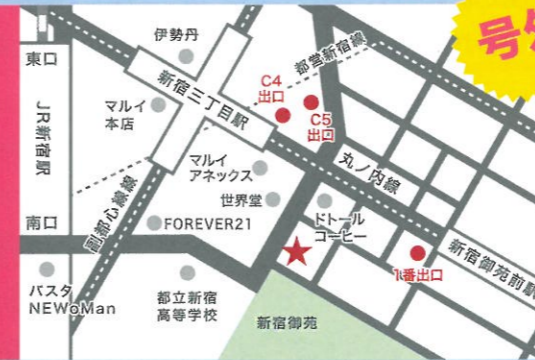 号外
東口
伊勢丹
都営新宿線
C4
出口
新宿三丁目駅
C5
出口
マルイ
本店
JR新宿駅
マルイ
アネックス
丸ノ内線
世界堂
副都心線
南口
FOREVER21
ドトール
コーヒー
新宿御苑前駅
1番出口
バスタ
NEWoMan
都立新宿
高等学校
新宿御苑